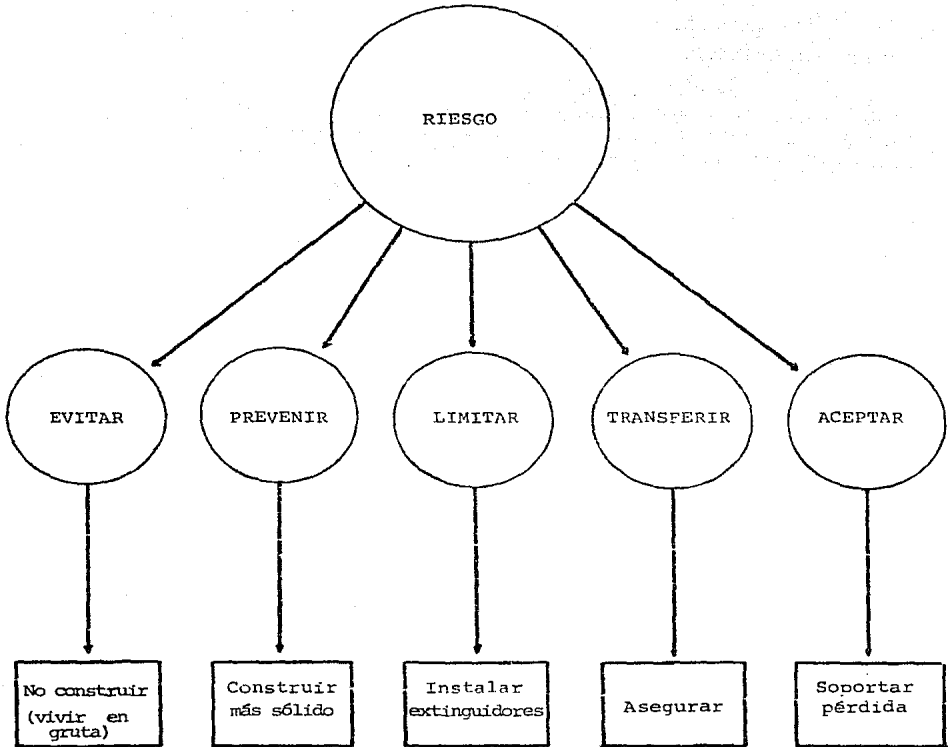 RIESGO
EVITAR
PREVENIR
LIMITAR
TRANSFERIR
ACEPTAR
No construir
(vivir en
gruta)
Construir
más sólido
Instalar
extinguidores
Asegurar
Soportar
pérdida